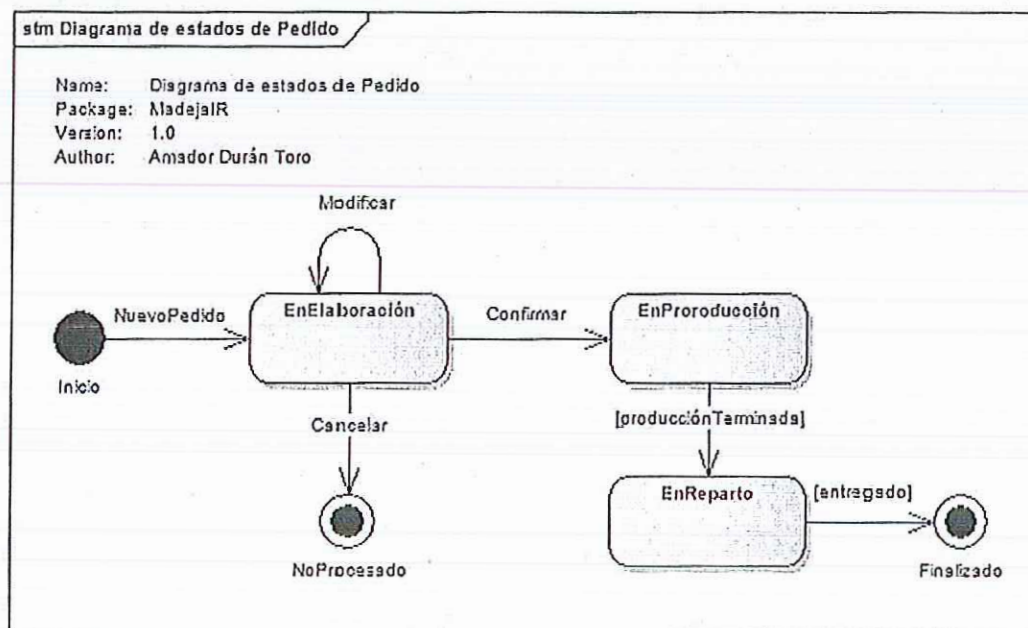 stm Diagrama de estados de Pedido
Name: Diagrama de estados de Pedido
Package: MadejaIR
Version: 1.0
Author: Amador Durán Toro
Modificar
NuevoPedido
EnElaboración
Confirmar
EnProroducción
Inicio
Cancelar
[producciónTerminada]
EnReparto
[entregado]
NoProcesado
Finalizado